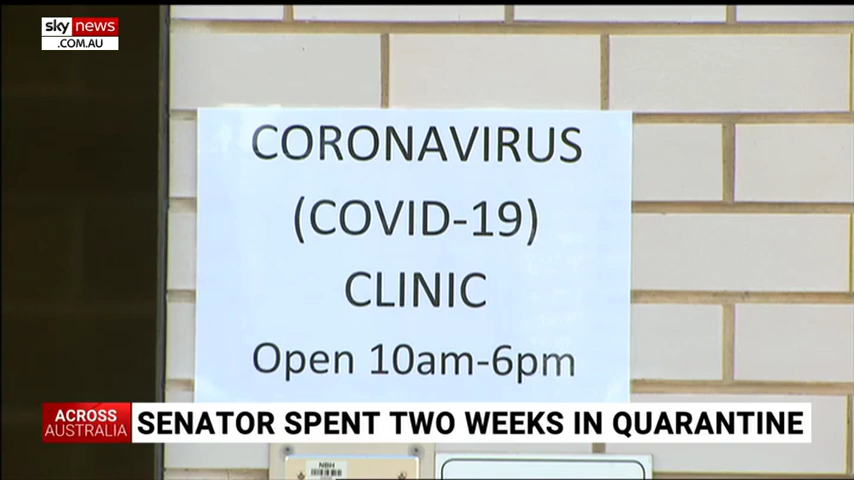 sky news
.COM.AU
CORONAVIRUS
(COVID-19)
CLINIC
Open 10am-6pm
ACROSS
AUSTRALIA
SENATOR SPENT TWO WEEKS IN QUARANTINE
NBH